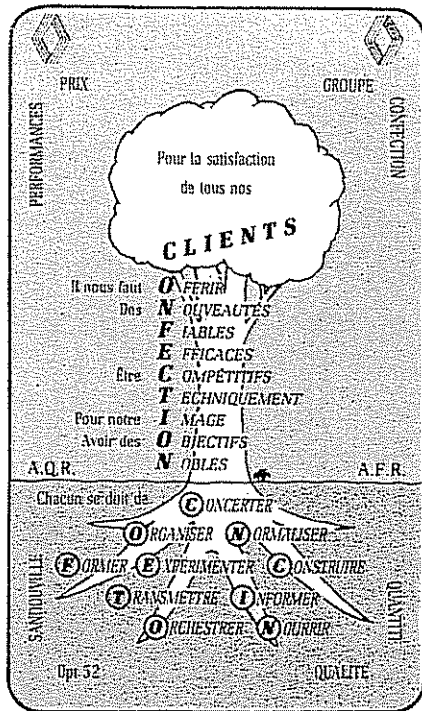 PRIX
GROUPE
PERFORMANCES
CONFECTION
Pour la satisfaction
de tous nos
CLIENTS
Il nous faut OFFRIR
Des NOUVEAUTÉS
FIABLES
EFFICACES
Être COMPÉTITIFS
TECHNIQUEMENT
Pour notre IMAGE
Avoir des OBJECTIFS
NOBLES
A.Q.R.
A.F.R.
Chacun se doit de CONCERTER
ORGANISER NORMALISER
FORMER EXPÉRIMENTER CONSTRUIRE
TRANSMETTRE INFORMER
ORCHESTRER NOURRIR
SANDOUVILLE
QUANTITÉ
Dpt 52
QUALITÉ